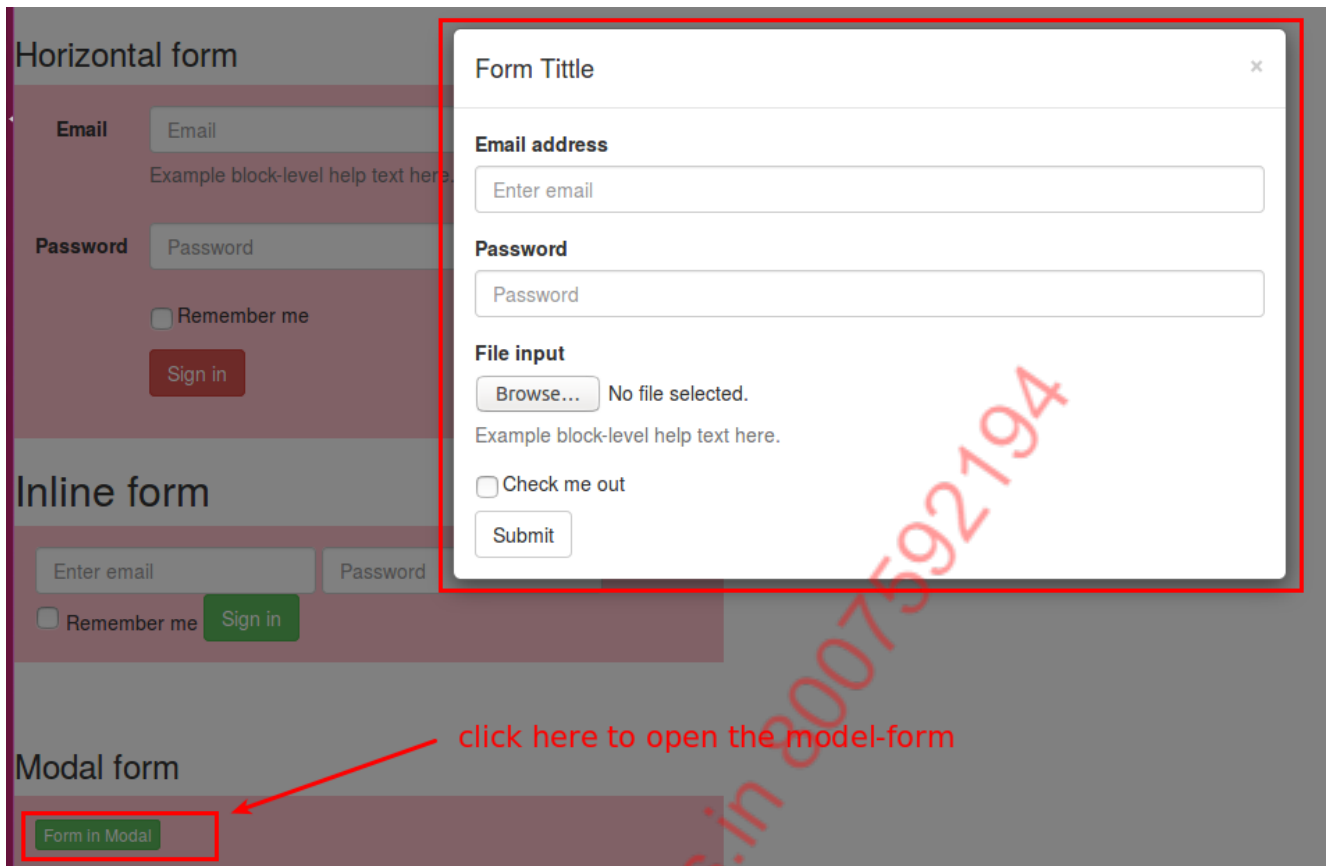 Horizontal form
Email
Email
Example block-level help text here.
Password
Password
Remember me
Sign in
Inline form
Enter email
Password
Remember me
Sign in
Modal form
Form in Modal
click here to open the model-form
Form Tittle
×
Email address
Enter email
Password
Password
File input
Browse... No file selected.
Example block-level help text here.
Check me out
Submit
s.in 8007592194